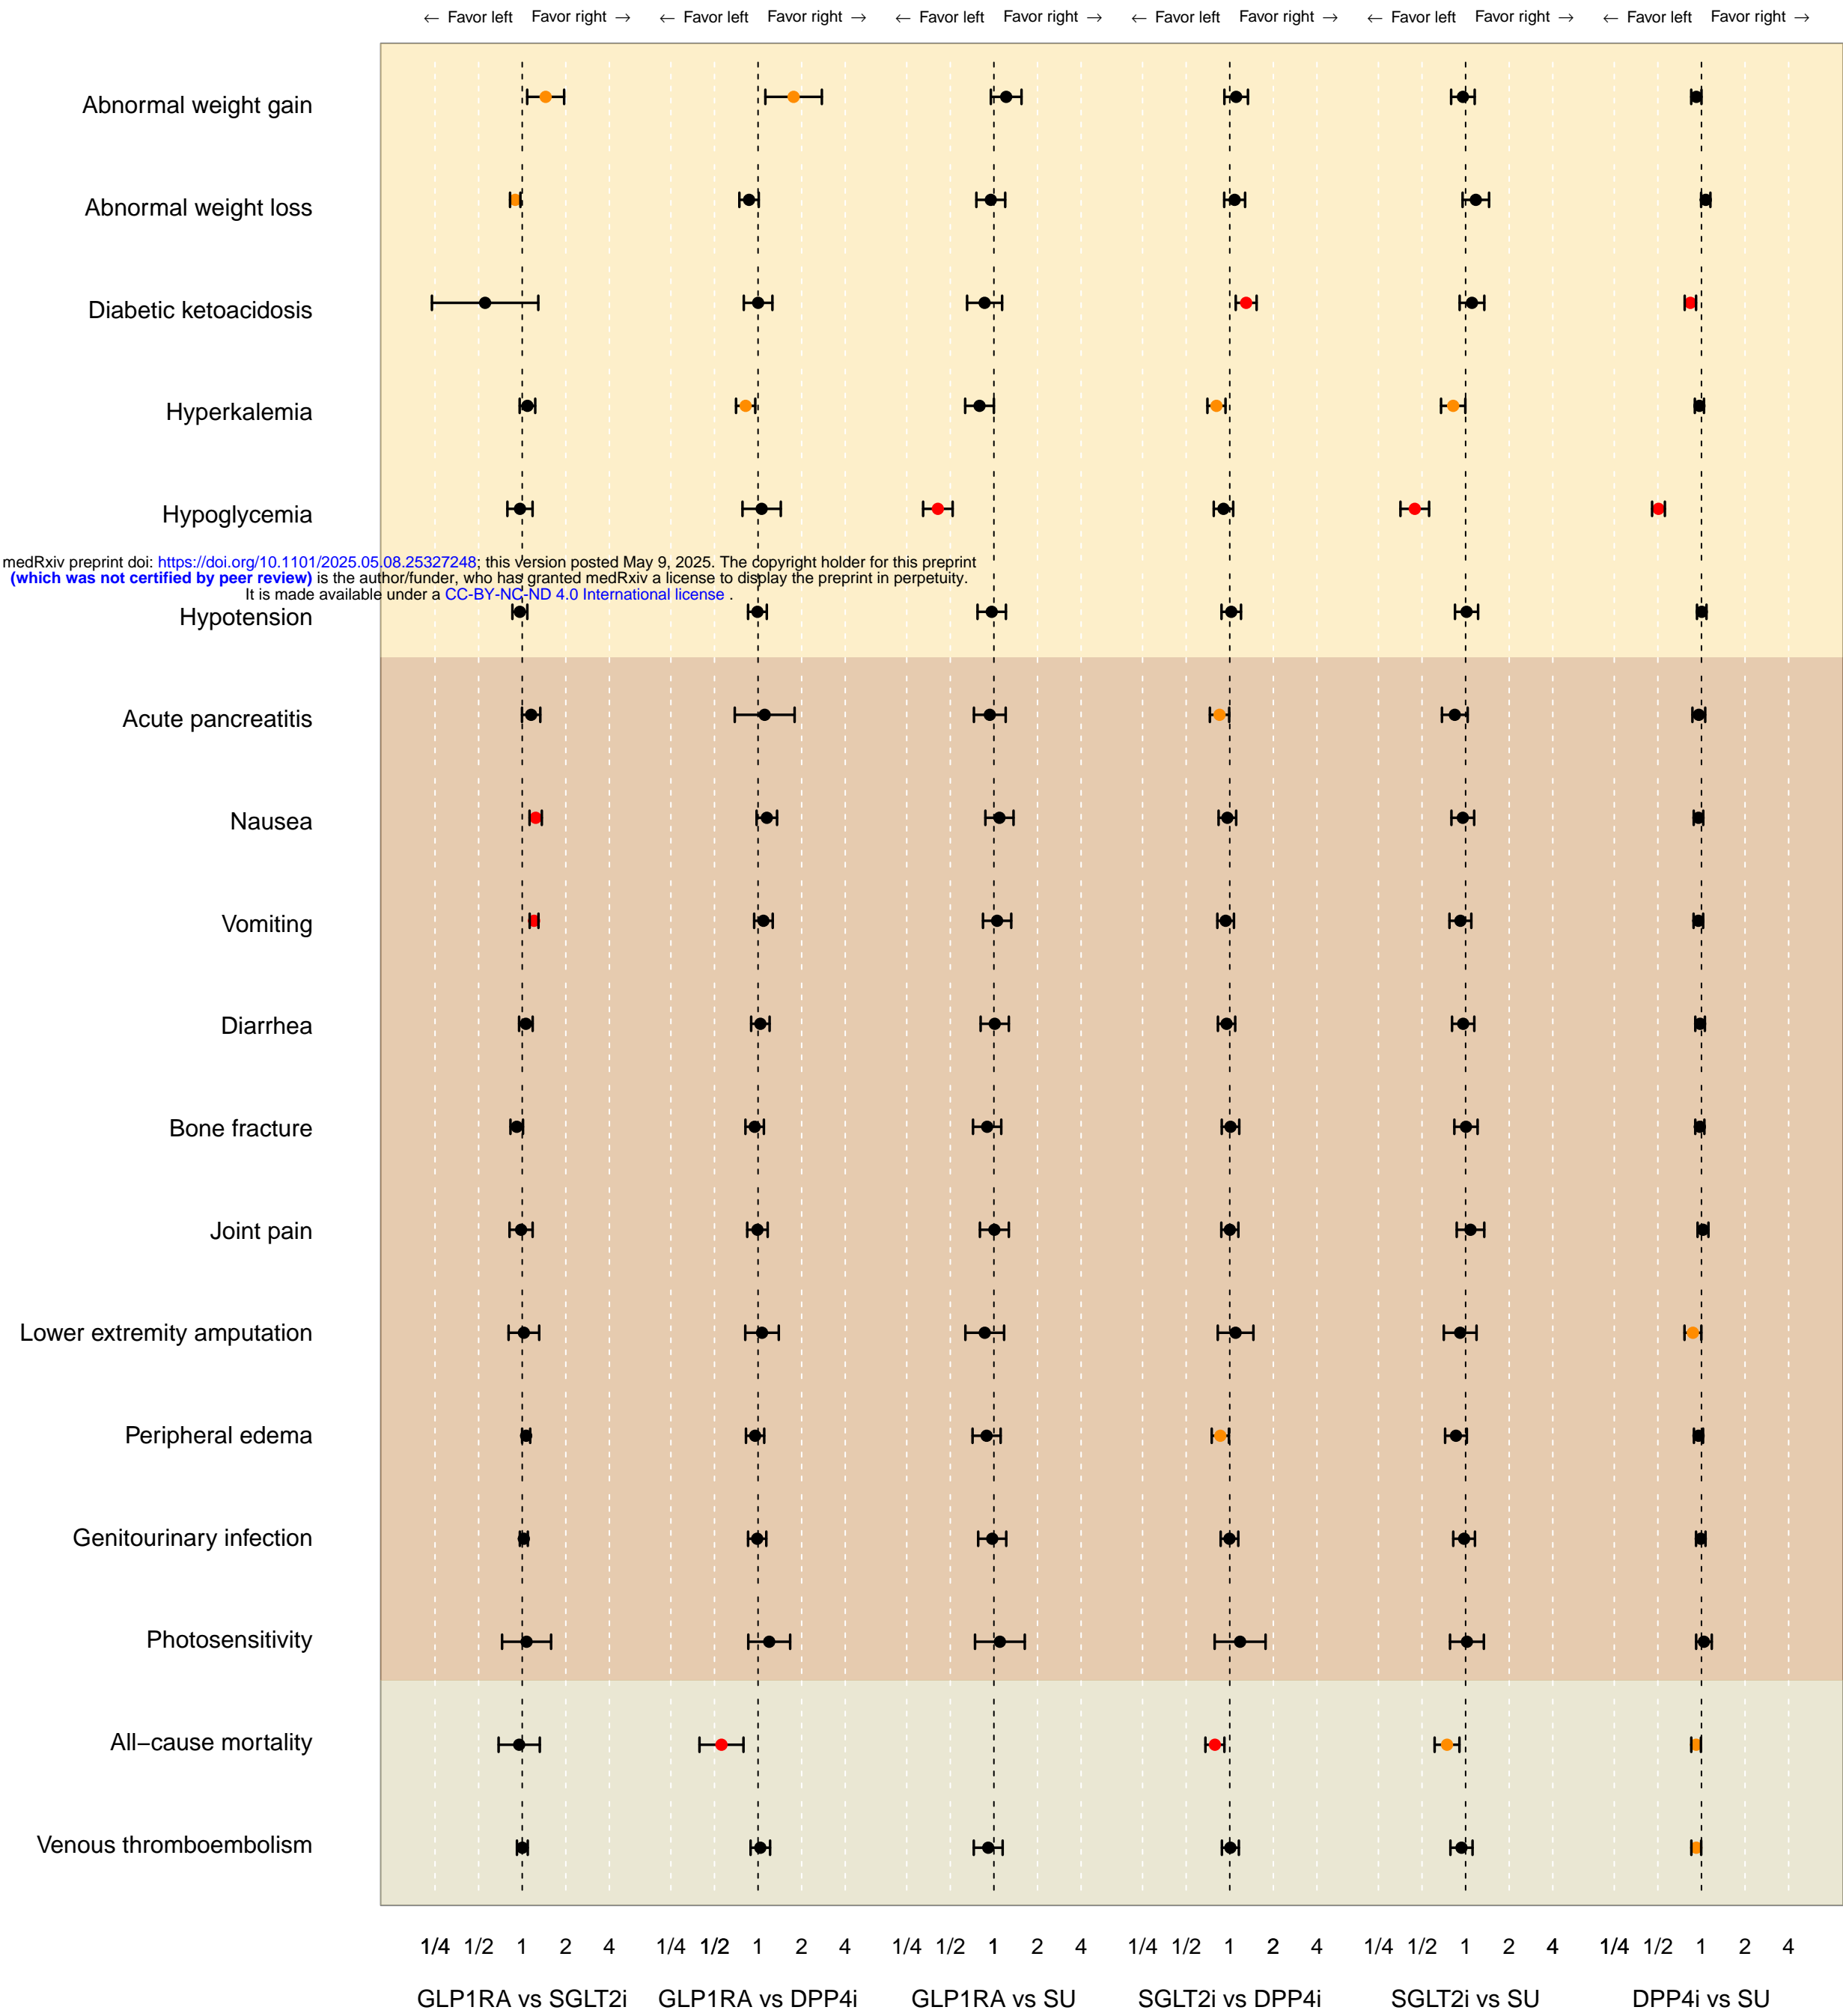 ← Favor left Favor right → ← Favor left Favor right → ← Favor left Favor right → ← Favor left Favor right → ← Favor left Favor right → ← Favor left Favor right →
Abnormal weight gain
Abnormal weight loss
Diabetic ketoacidosis
Hyperkalemia
Hypoglycemia
medRxiv preprint doi: https://doi.org/10.1101/2025.05.08.25327248; this version posted May 9, 2025. The copyright holder for this preprint
(which was not certified by peer review) is the author/funder, who has granted medRxiv a license to display the preprint in perpetuity.
It is made available under a CC-BY-NC-ND 4.0 International license .
Hypotension
Acute pancreatitis
Nausea
Vomiting
Diarrhea
Bone fracture
Joint pain
Lower extremity amputation
Peripheral edema
Genitourinary infection
Photosensitivity
All−cause mortality
Venous thromboembolism
1/4 1/2 1 2 4 1/4 1/2 1 2 4 1/4 1/2 1 2 4 1/4 1/2 1 2 4 1/4 1/2 1 2 4 1/4 1/2 1 2 4
GLP1RA vs SGLT2i GLP1RA vs DPP4i GLP1RA vs SU SGLT2i vs DPP4i SGLT2i vs SU DPP4i vs SU